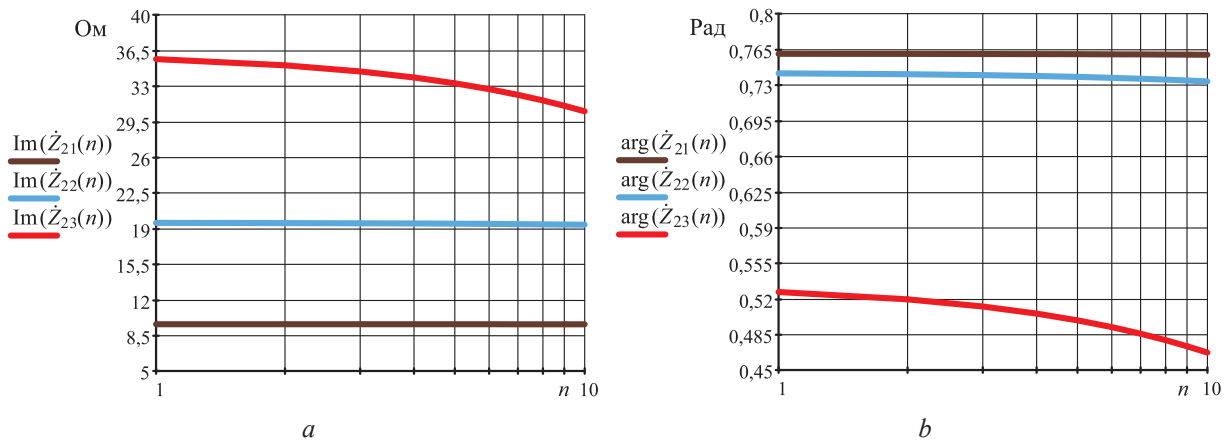 Ом
40
36,5
33
29,5
26
22,5
19
15,5
12
8,5
5
Im(Ż21(n))
Im(Ż22(n))
Im(Ż23(n))
1
n
10
a
Рад
0,8
0,765
0,73
0,695
0,66
0,625
0,59
0,555
0,52
0,485
0,45
arg(Ż21(n))
arg(Ż22(n))
arg(Ż23(n))
1
n
10
b